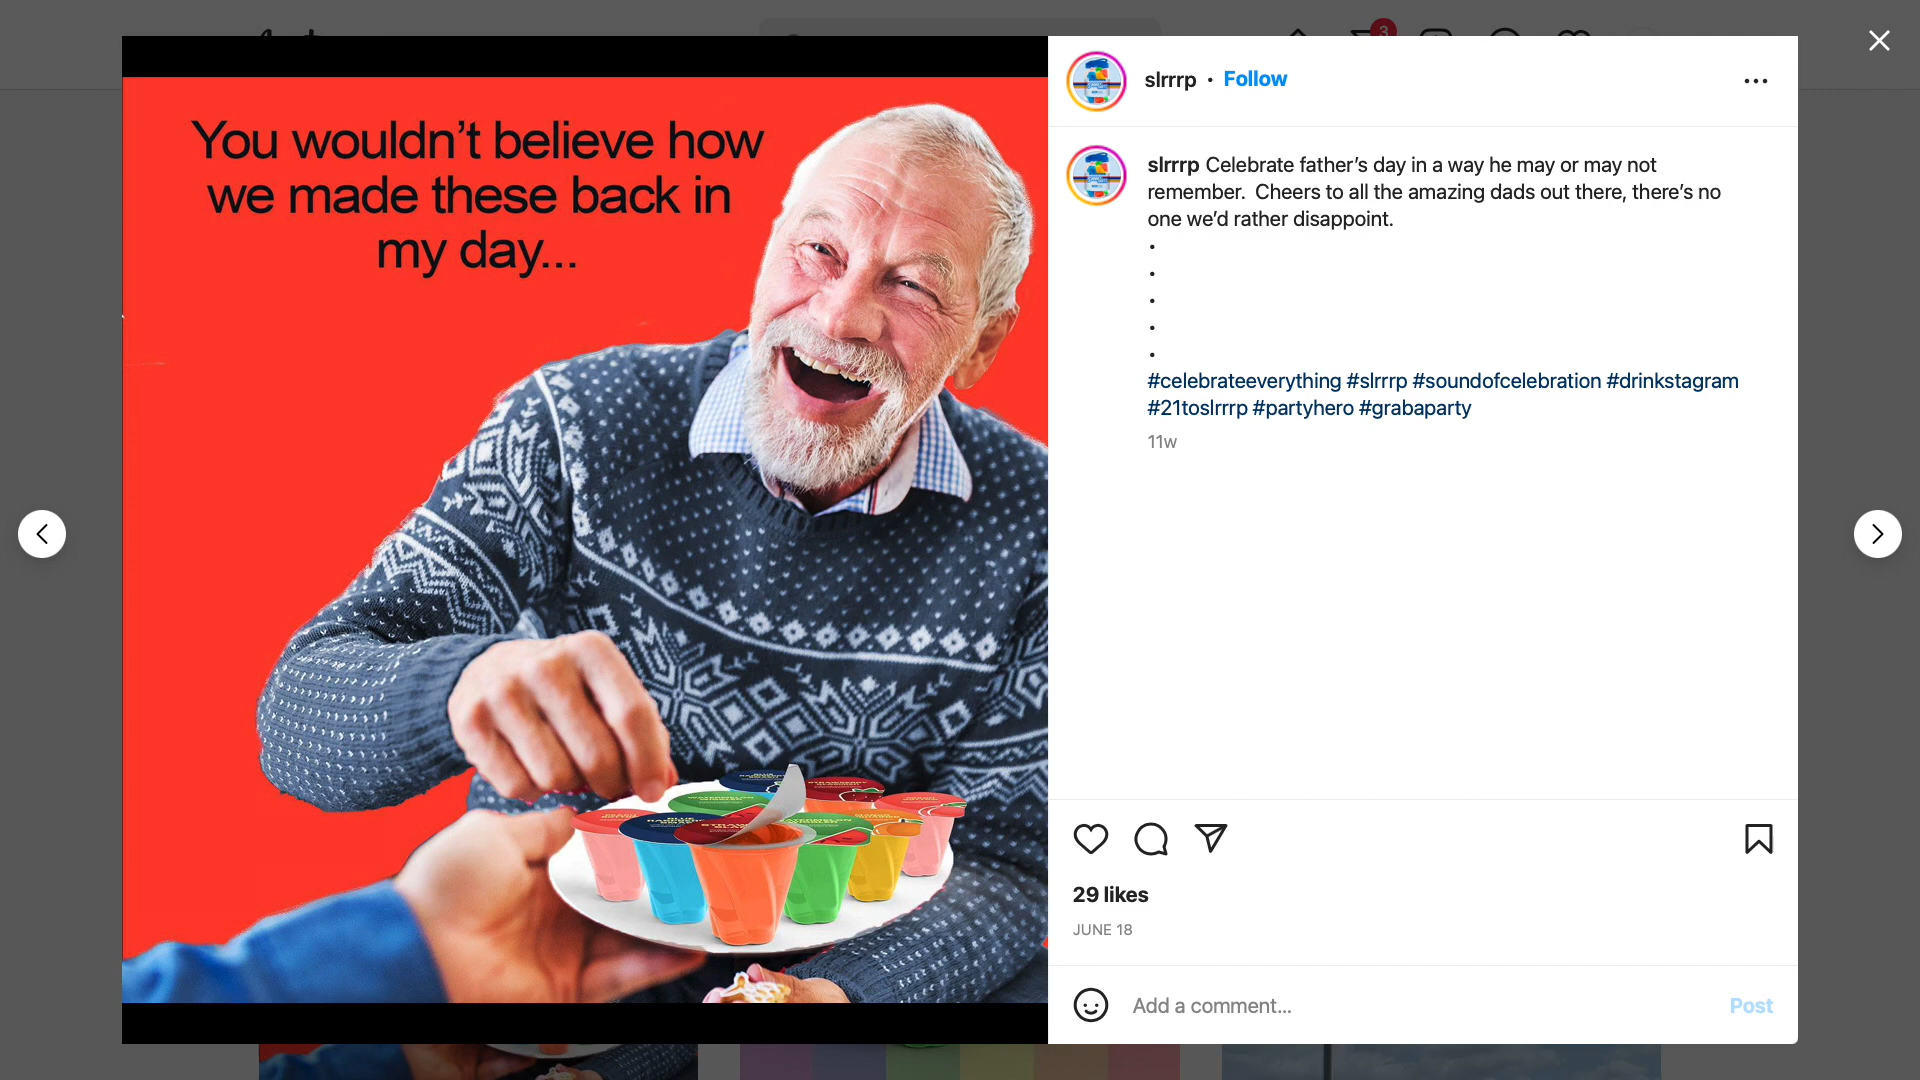 3
You wouldn’t believe how
we made these back in
my day...
slrrrp • Follow
slrrrp Celebrate father’s day in a way he may or may not
remember.  Cheers to all the amazing dads out there, there’s no
one we’d rather disappoint.
•
•
•
•
•
#celebrateeverything #slrrrp #soundofcelebration #drinkstagram
#21toslrrrp #partyhero #grabaparty
11w
29 likes
JUNE 18
Add a comment...
Post